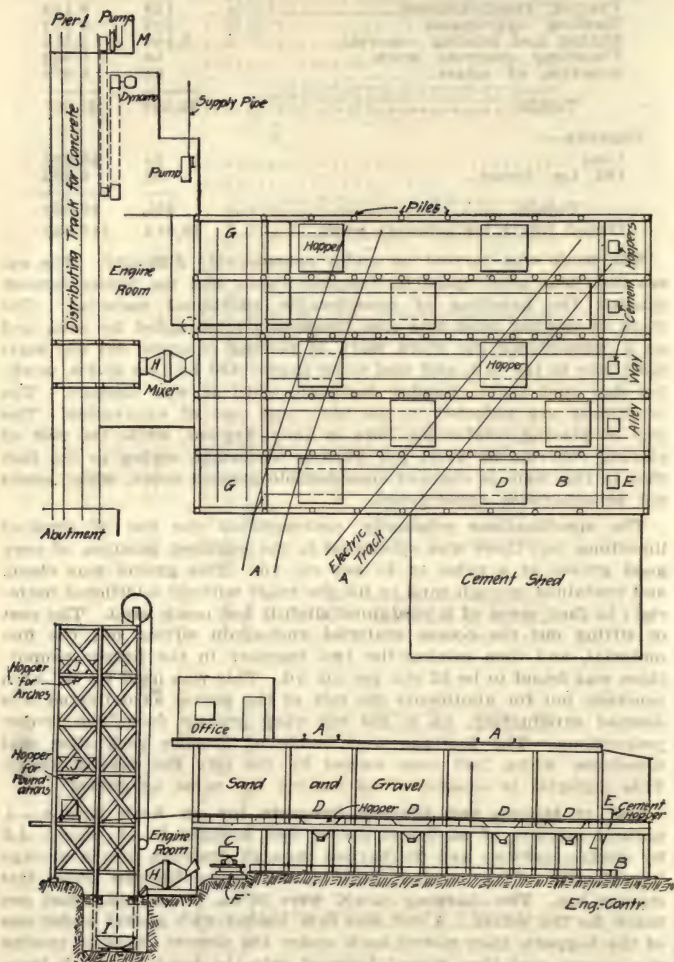 Pier 1
Pump
M
Dynamo
Supply Pipe
Pump
Distributing Track for Concrete
Piles
G
Hopper
Hoppers
Engine
Room
Cement
H
Mixer
Hopper
Way
Alley
G
D
B
E
Abutment
A
Electric
Track
A
Cement Shed
Hopper
for
Arches
J
Office
A
A
Hopper
for
Found-
ations
J
Sand and Gravel
D
Hopper
D
D
D
E
Cement
Hopper
Engine
Room
C
H
F
B
I
Eng.-Contr.